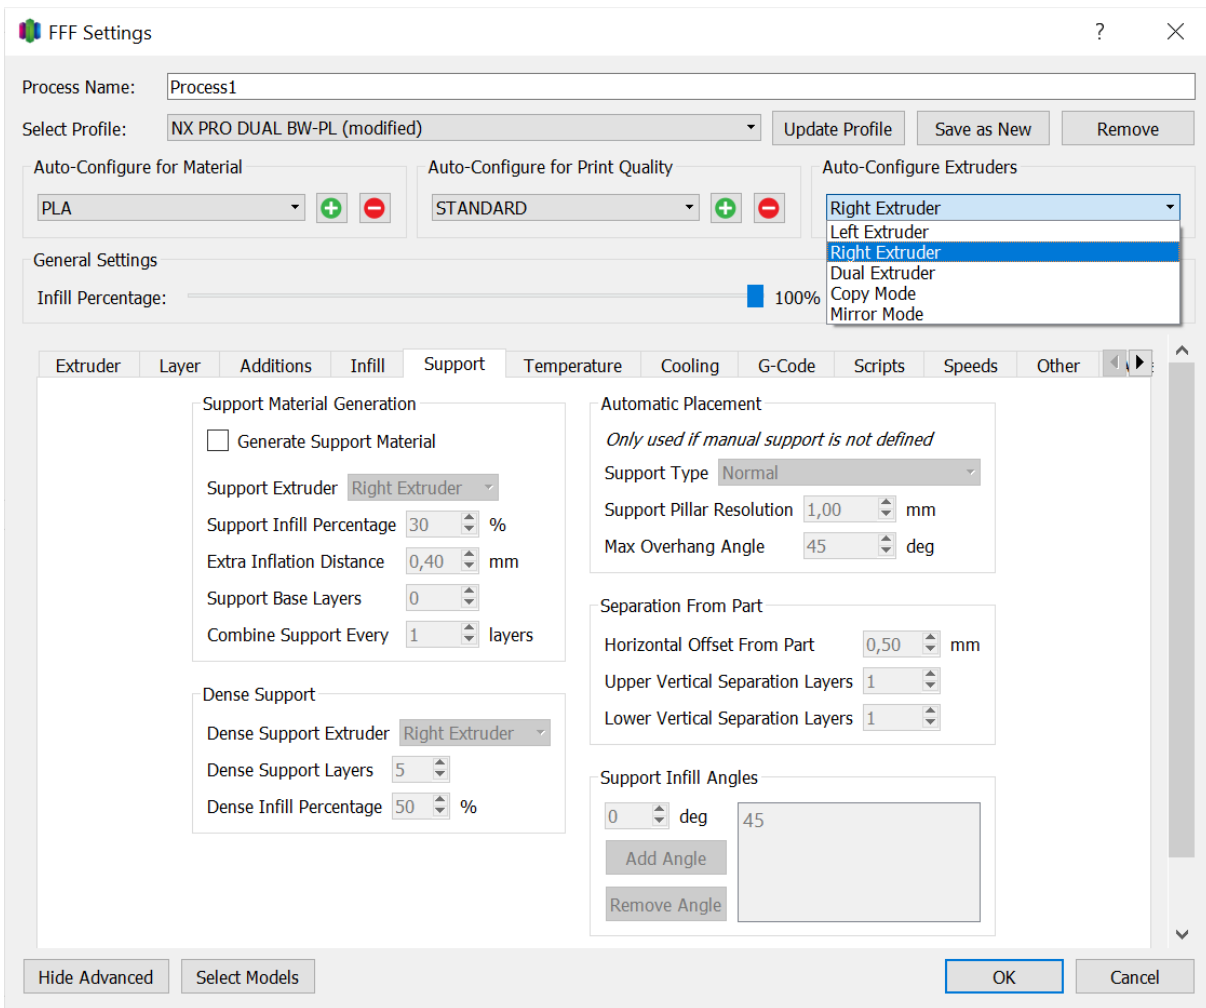 FFF Settings
?
Process Name:
Process1
Select Profile:
NX PRO DUAL BW-PL (modified)
Update Profile
Save as New
Remove
Auto-Configure for Material
Auto-Configure for Print Quality
Auto-Configure Extruders
PLA
STANDARD
Right Extruder
Left Extruder
Right Extruder
Dual Extruder
Copy Mode
Mirror Mode
General Settings
Infill Percentage:
100%
Extruder
Layer
Additions
Infill
Support
Temperature
Cooling
G-Code
Scripts
Speeds
Other
Support Material Generation
Generate Support Material
Support Extruder Right Extruder
Support Infill Percentage 30 %
Extra Inflation Distance 0,40 mm
Support Base Layers 0
Combine Support Every 1 layers
Dense Support
Dense Support Extruder Right Extruder
Dense Support Layers 5
Dense Infill Percentage 50 %
Automatic Placement
Only used if manual support is not defined
Support Type Normal
Support Pillar Resolution 1,00 mm
Max Overhang Angle 45 deg
Separation From Part
Horizontal Offset From Part 0,50 mm
Upper Vertical Separation Layers 1
Lower Vertical Separation Layers 1
Support Infill Angles
0 deg
45
Add Angle
Remove Angle
Hide Advanced
Select Models
OK
Cancel